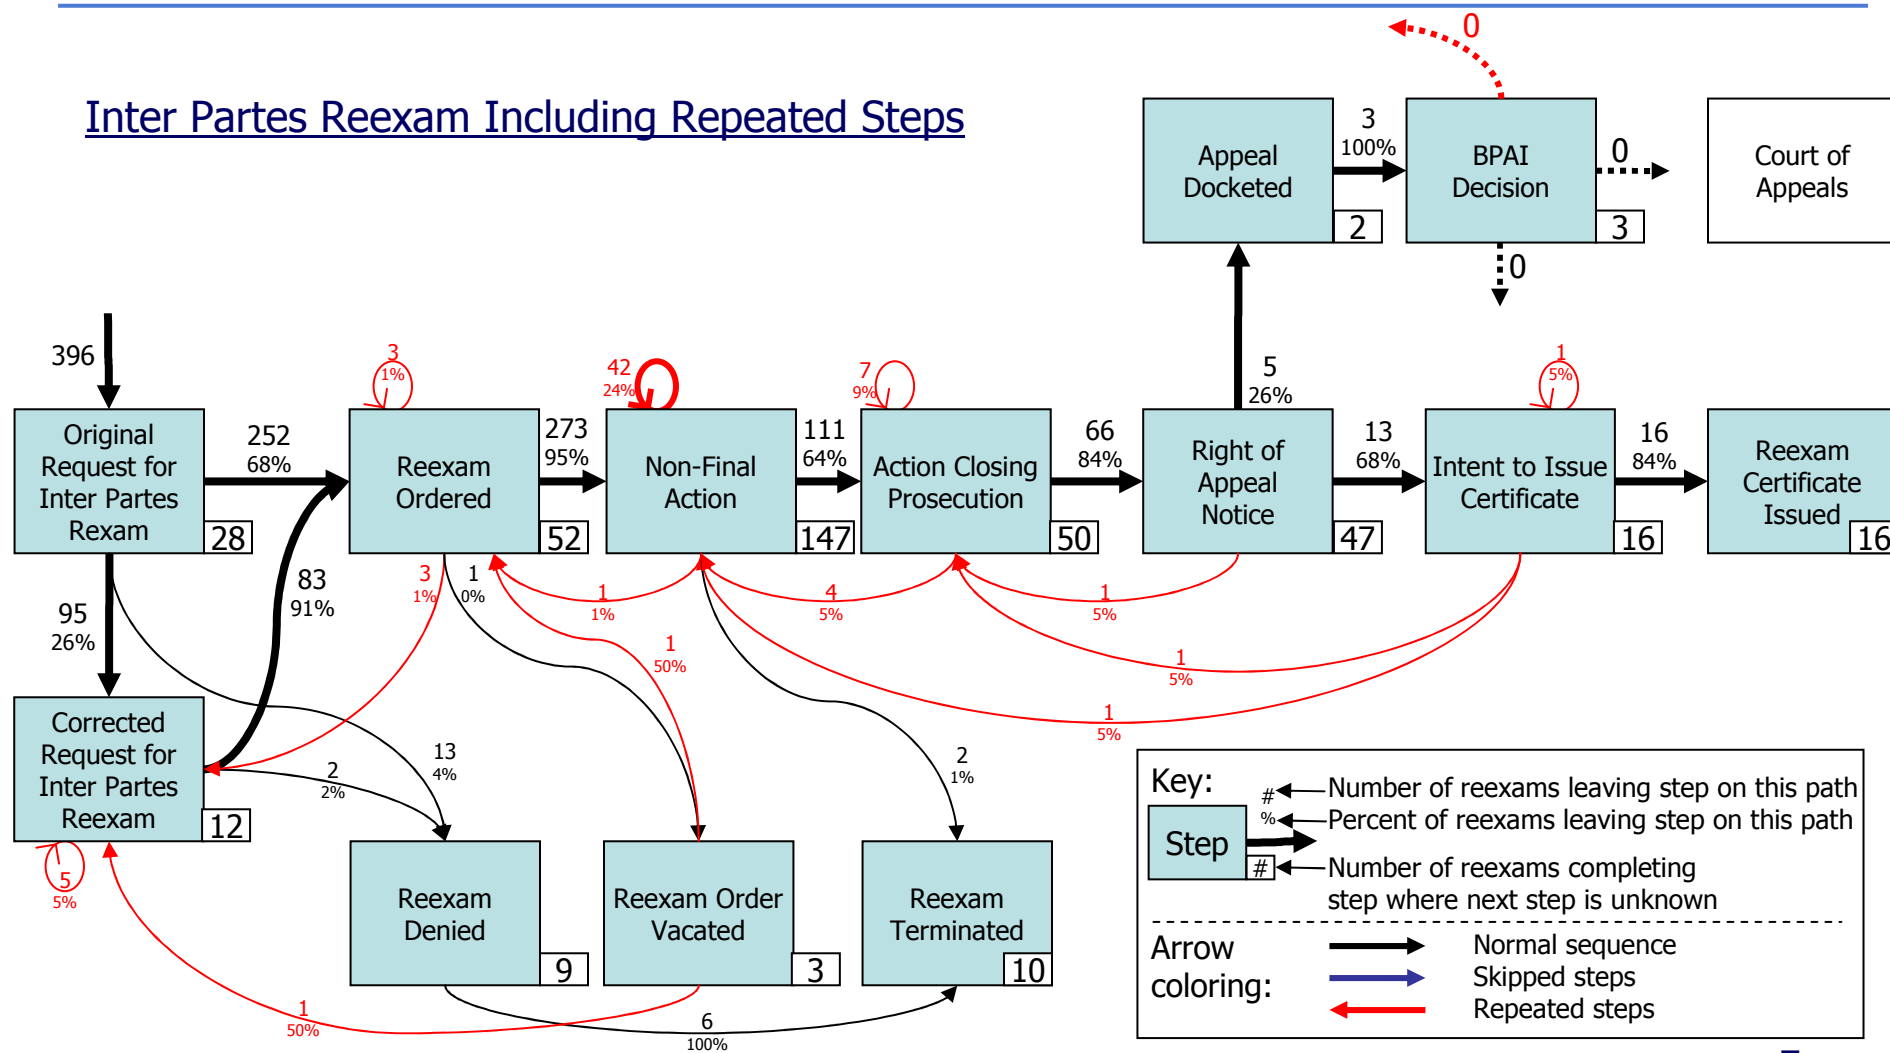 Inter Partes Reexam Including Repeated Steps
0
3
100%
0
0
Appeal
Docketed
2
BPAI
Decision
3
Court of
Appeals
396
Original
Request for
Inter Partes
Rexam
28
252
68%
3
1%
Reexam
Ordered
52
273
95%
42
24%
Non-Final
Action
147
111
64%
7
9%
Action Closing
Prosecution
50
66
84%
5
26%
Right of
Appeal
Notice
47
13
68%
1
5%
Intent to Issue
Certificate
16
16
84%
Reexam
Certificate
Issued
16
95
26%
83
91%
3
1%
1
0%
1
1%
4
5%
1
5%
1
50%
1
5%
1
5%
Corrected
Request for
Inter Partes
Reexam
12
2
2%
13
4%
2
1%
5
5%
Reexam
Denied
9
Reexam Order
Vacated
3
Reexam
Terminated
10
1
50%
6
100%
Key:
Step
#
#
%
Number of reexams leaving step on this path
Percent of reexams leaving step on this path
Number of reexams completing
step where next step is unknown
Arrow
coloring:
Normal sequence
Skipped steps
Repeated steps